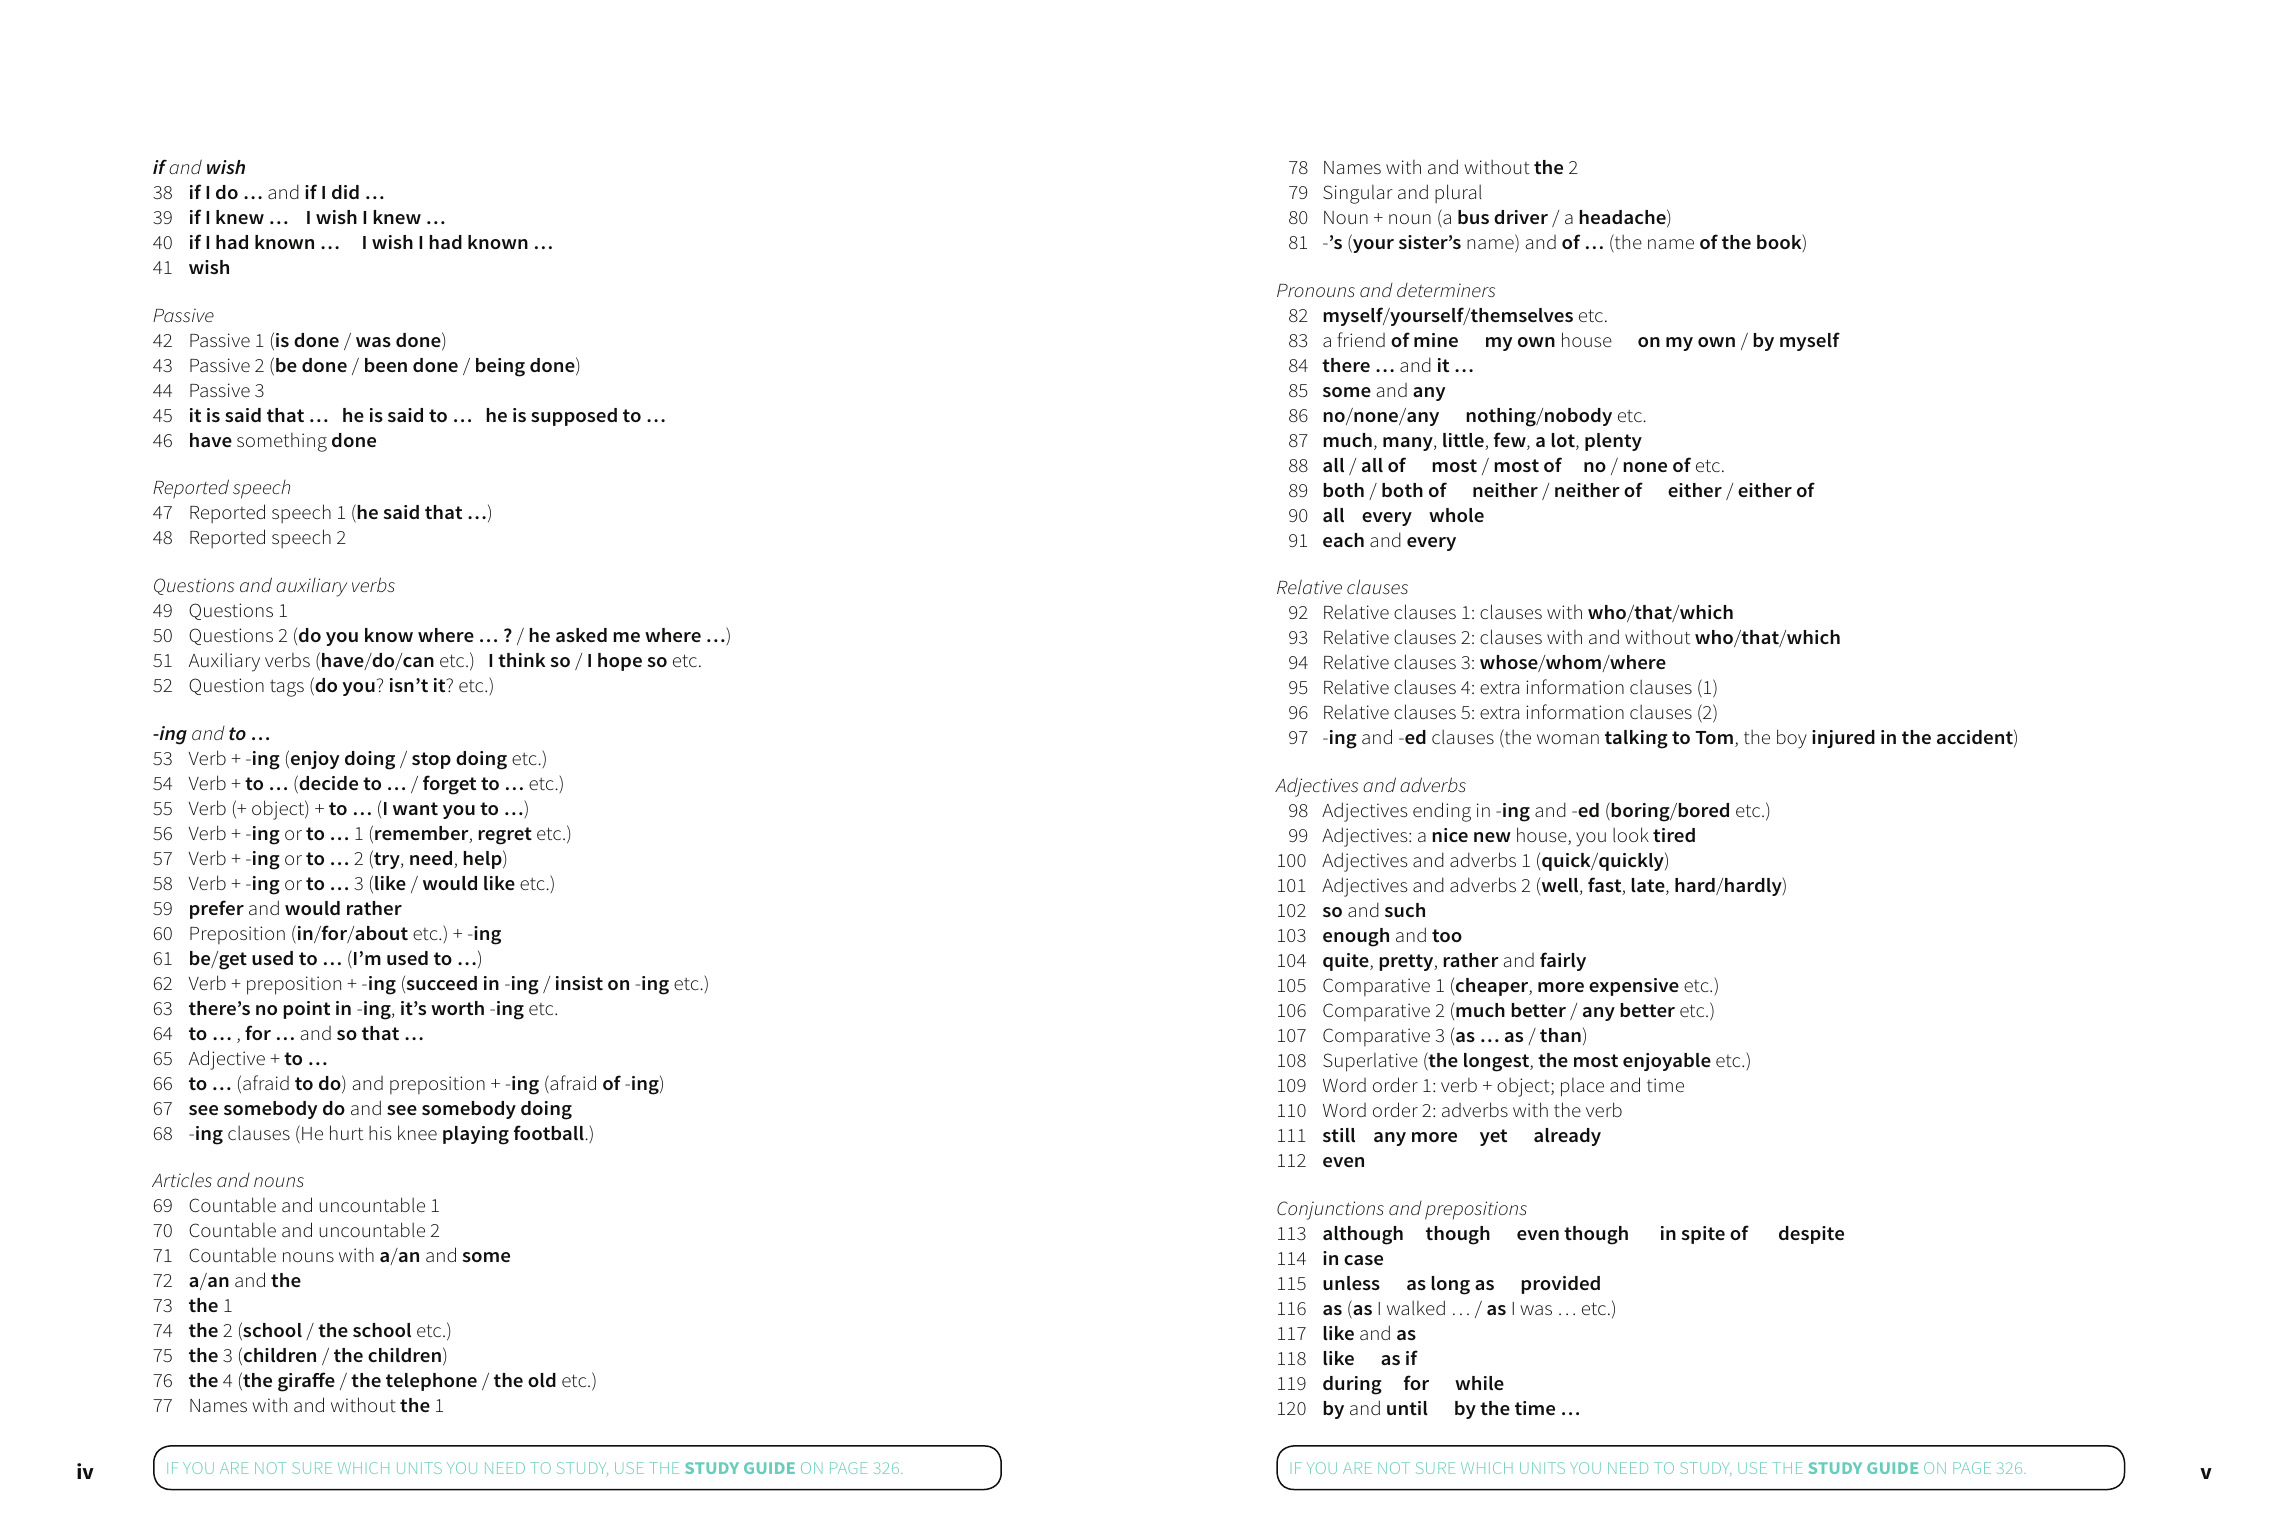 if and wish
38 if I do … and if I did …
39 if I knew … I wish I knew …
40 if I had known … I wish I had known …
41 wish
Passive
42 Passive 1 (is done / was done)
43 Passive 2 (be done / been done / being done)
44 Passive 3
45 it is said that … he is said to … he is supposed to …
46 have something done
Reported speech
47 Reported speech 1 (he said that …)
48 Reported speech 2
Questions and auxiliary verbs
49 Questions 1
50 Questions 2 (do you know where … ? / he asked me where …)
51 Auxiliary verbs (have/do/can etc.) I think so / I hope so etc.
52 Question tags (do you? isn’t it? etc.)
-ing and to …
53 Verb + -ing (enjoy doing / stop doing etc.)
54 Verb + to … (decide to … / forget to … etc.)
55 Verb (+ object) + to … (I want you to …)
56 Verb + -ing or to … 1 (remember, regret etc.)
57 Verb + -ing or to … 2 (try, need, help)
58 Verb + -ing or to … 3 (like / would like etc.)
59 prefer and would rather
60 Preposition (in/for/about etc.) + -ing
61 be/get used to … (I’m used to …)
62 Verb + preposition + -ing (succeed in -ing / insist on -ing etc.)
63 there’s no point in -ing, it’s worth -ing etc.
64 to … , for … and so that …
65 Adjective + to …
66 to … (afraid to do) and preposition + -ing (afraid of -ing)
67 see somebody do and see somebody doing
68 -ing clauses (He hurt his knee playing football.)
Articles and nouns
69 Countable and uncountable 1
70 Countable and uncountable 2
71 Countable nouns with a/an and some
72 a/an and the
73 the 1
74 the 2 (school / the school etc.)
75 the 3 (children / the children)
76 the 4 (the giraffe / the telephone / the old etc.)
77 Names with and without the 1
IF YOU ARE NOT SURE WHICH UNITS YOU NEED TO STUDY, USE THE STUDY GUIDE ON PAGE 326.
iv
78 Names with and without the 2
79 Singular and plural
80 Noun + noun (a bus driver / a headache)
81 -’s (your sister’s name) and of … (the name of the book)
Pronouns and determiners
82 myself/yourself/themselves etc.
83 a friend of mine my own house on my own / by myself
84 there … and it …
85 some and any
86 no/none/any nothing/nobody etc.
87 much, many, little, few, a lot, plenty
88 all / all of most / most of no / none of etc.
89 both / both of neither / neither of either / either of
90 all every whole
91 each and every
Relative clauses
92 Relative clauses 1: clauses with who/that/which
93 Relative clauses 2: clauses with and without who/that/which
94 Relative clauses 3: whose/whom/where
95 Relative clauses 4: extra information clauses (1)
96 Relative clauses 5: extra information clauses (2)
97 -ing and -ed clauses (the woman talking to Tom, the boy injured in the accident)
Adjectives and adverbs
98 Adjectives ending in -ing and -ed (boring/bored etc.)
99 Adjectives: a nice new house, you look tired
100 Adjectives and adverbs 1 (quick/quickly)
101 Adjectives and adverbs 2 (well, fast, late, hard/hardly)
102 so and such
103 enough and too
104 quite, pretty, rather and fairly
105 Comparative 1 (cheaper, more expensive etc.)
106 Comparative 2 (much better / any better etc.)
107 Comparative 3 (as … as / than)
108 Superlative (the longest, the most enjoyable etc.)
109 Word order 1: verb + object; place and time
110 Word order 2: adverbs with the verb
111 still any more yet already
112 even
Conjunctions and prepositions
113 although though even though in spite of despite
114 in case
115 unless as long as provided
116 as (as I walked … / as I was … etc.)
117 like and as
118 like as if
119 during for while
120 by and until by the time …
IF YOU ARE NOT SURE WHICH UNITS YOU NEED TO STUDY, USE THE STUDY GUIDE ON PAGE 326.
v